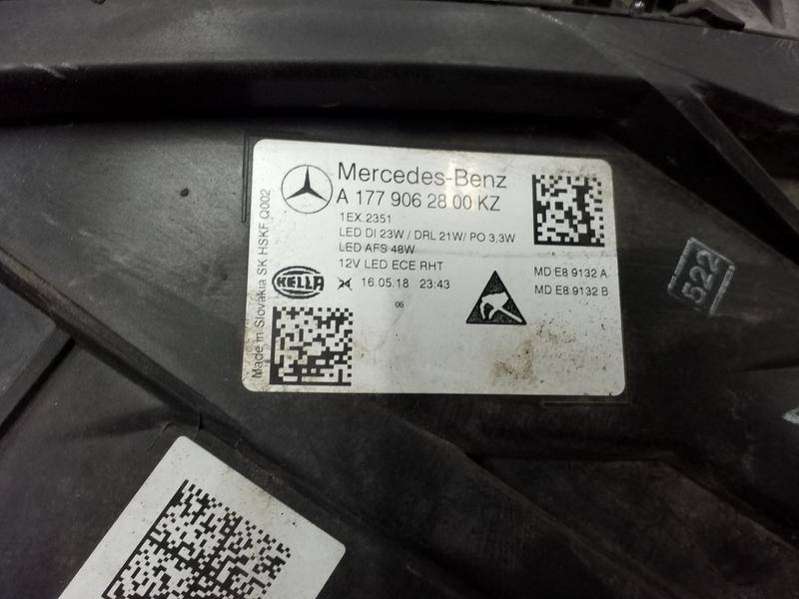 Mercedes-Benz
A 177 906 28 00 KZ
1EX.2351
LED DI 23W / DRL 21W/ PO 3,3W
LED AFS 48W
12V LED ECE RHT
HELLA
16.05.18 23:43
06
MD E8 9132 A
MD E8 9132 B
Made in Slovakia SK HSKF Q002
522